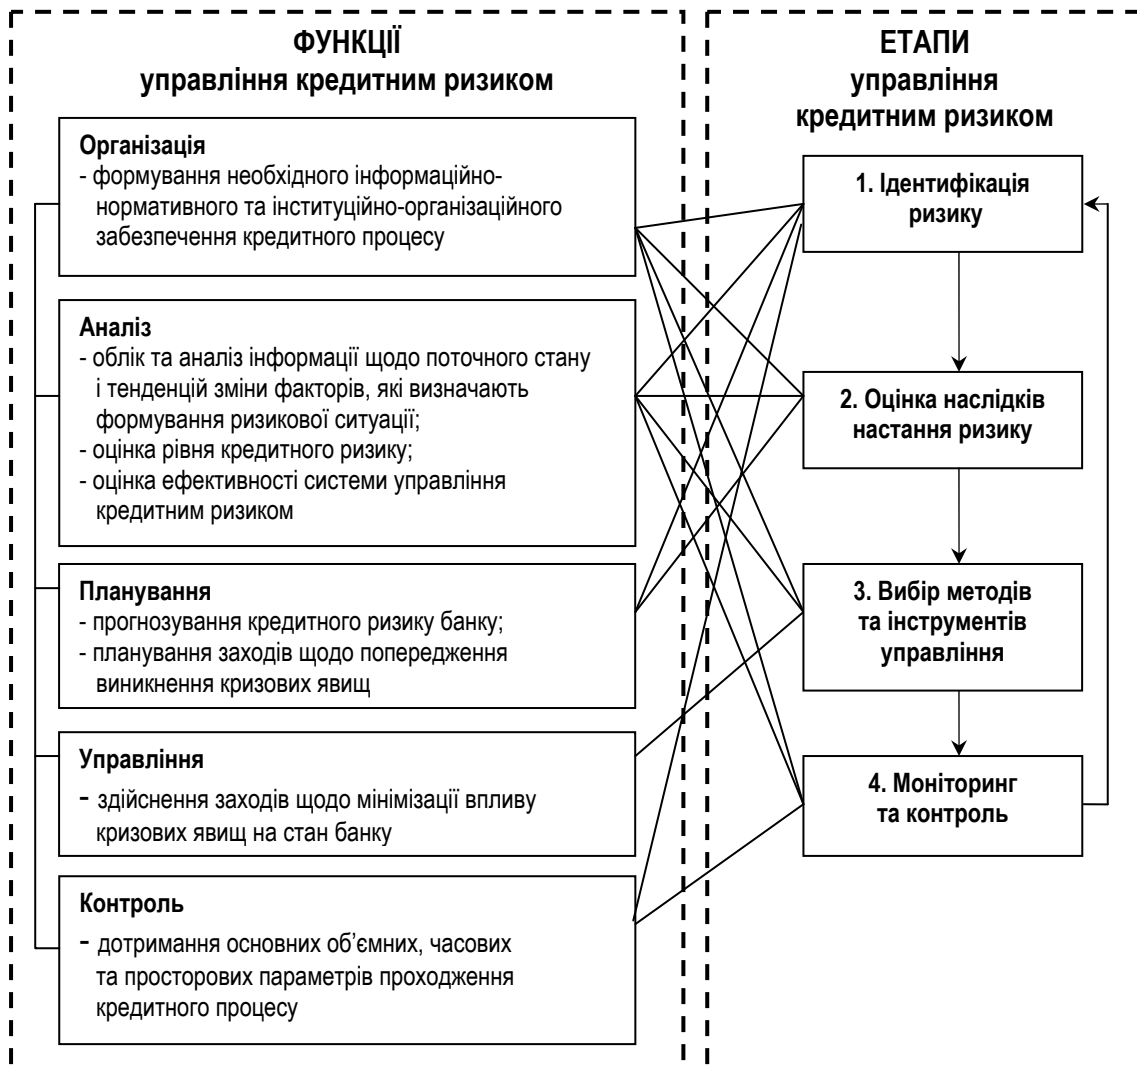 ФУНКЦІЇ
управління кредитним ризиком
Організація
- формування необхідного інформаційно-
нормативного та інституційно-організаційного
забезпечення кредитного процесу
Аналіз
- облік та аналіз інформації щодо поточного стану
і тенденцій зміни факторів, які визначають
формування ризикової ситуації;
- оцінка рівня кредитного ризику;
- оцінка ефективності системи управління
кредитним ризиком
Планування
- прогнозування кредитного ризику банку;
- планування заходів щодо попередження
виникнення кризових явищ
Управління
- здійснення заходів щодо мінімізації впливу
кризових явищ на стан банку
Контроль
- дотримання основних об’ємних, часових
та просторових параметрів проходження
кредитного процесу
ЕТАПИ
управління
кредитним ризиком
1. Ідентифікація
ризику
2. Оцінка наслідків
настання ризику
3. Вибір методів
та інструментів
управління
4. Моніторинг
та контроль